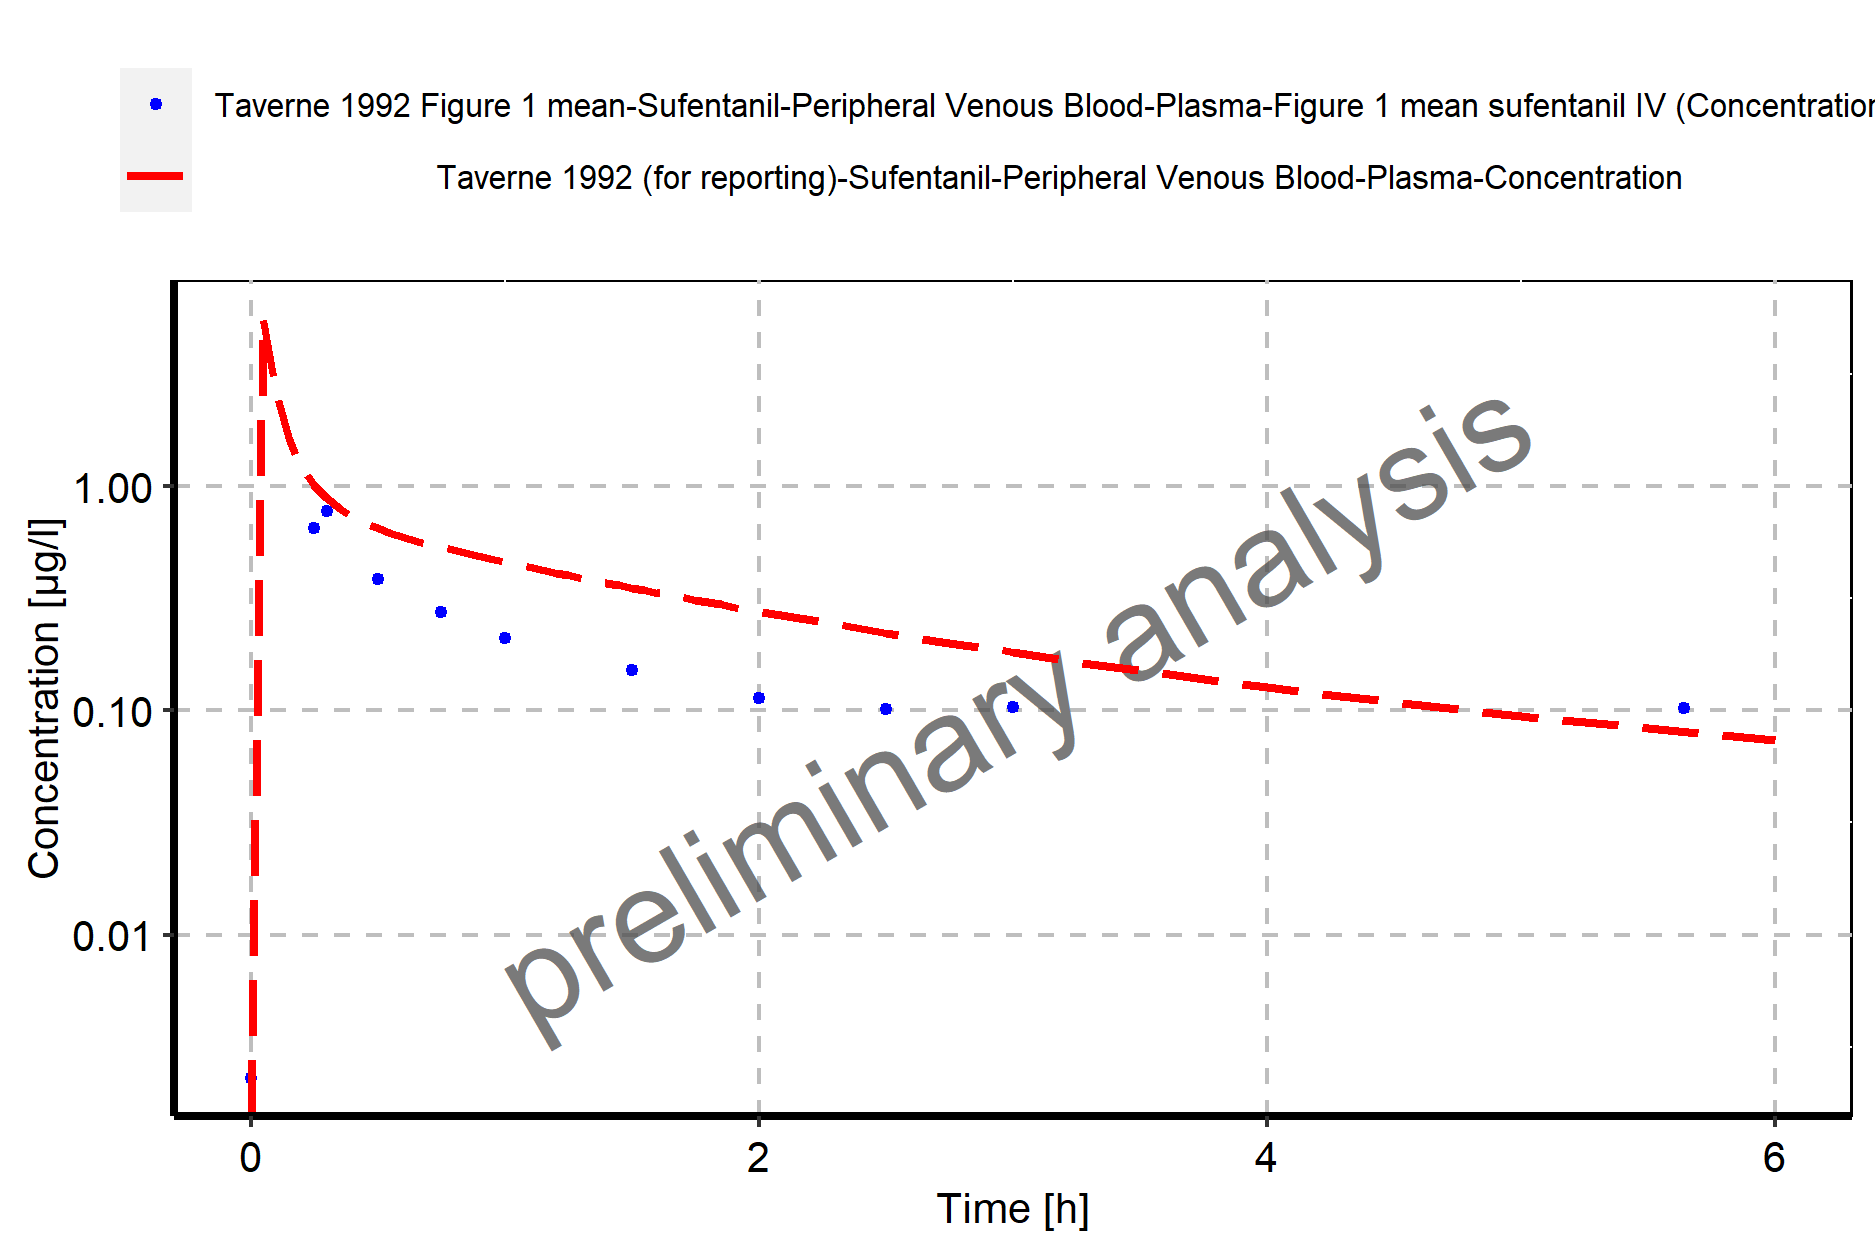 Taverne 1992 Figure 1 mean-Sufentanil-Peripheral Venous Blood-Plasma-Figure 1 mean sufentanil IV (Concentration
Taverne 1992 (for reporting)-Sufentanil-Peripheral Venous Blood-Plasma-Concentration
1.00
0.10
0.01
Concentration [µg/l]
preliminary analysis
0 2 4 6
Time [h]